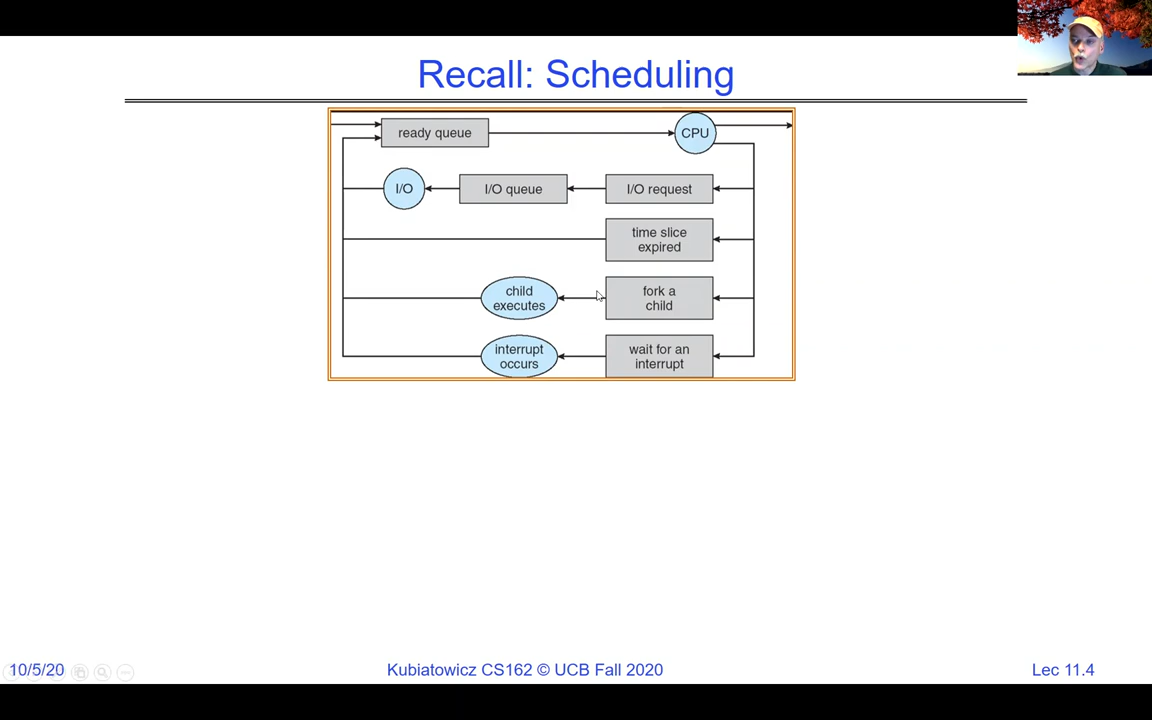 Recall: Scheduling
ready queue
CPU
I/O
I/O queue
I/O request
time slice
expired
child
executes
fork a
child
interrupt
occurs
wait for an
interrupt
10/5/20
Kubiatowicz CS162 © UCB Fall 2020
Lec 11.4